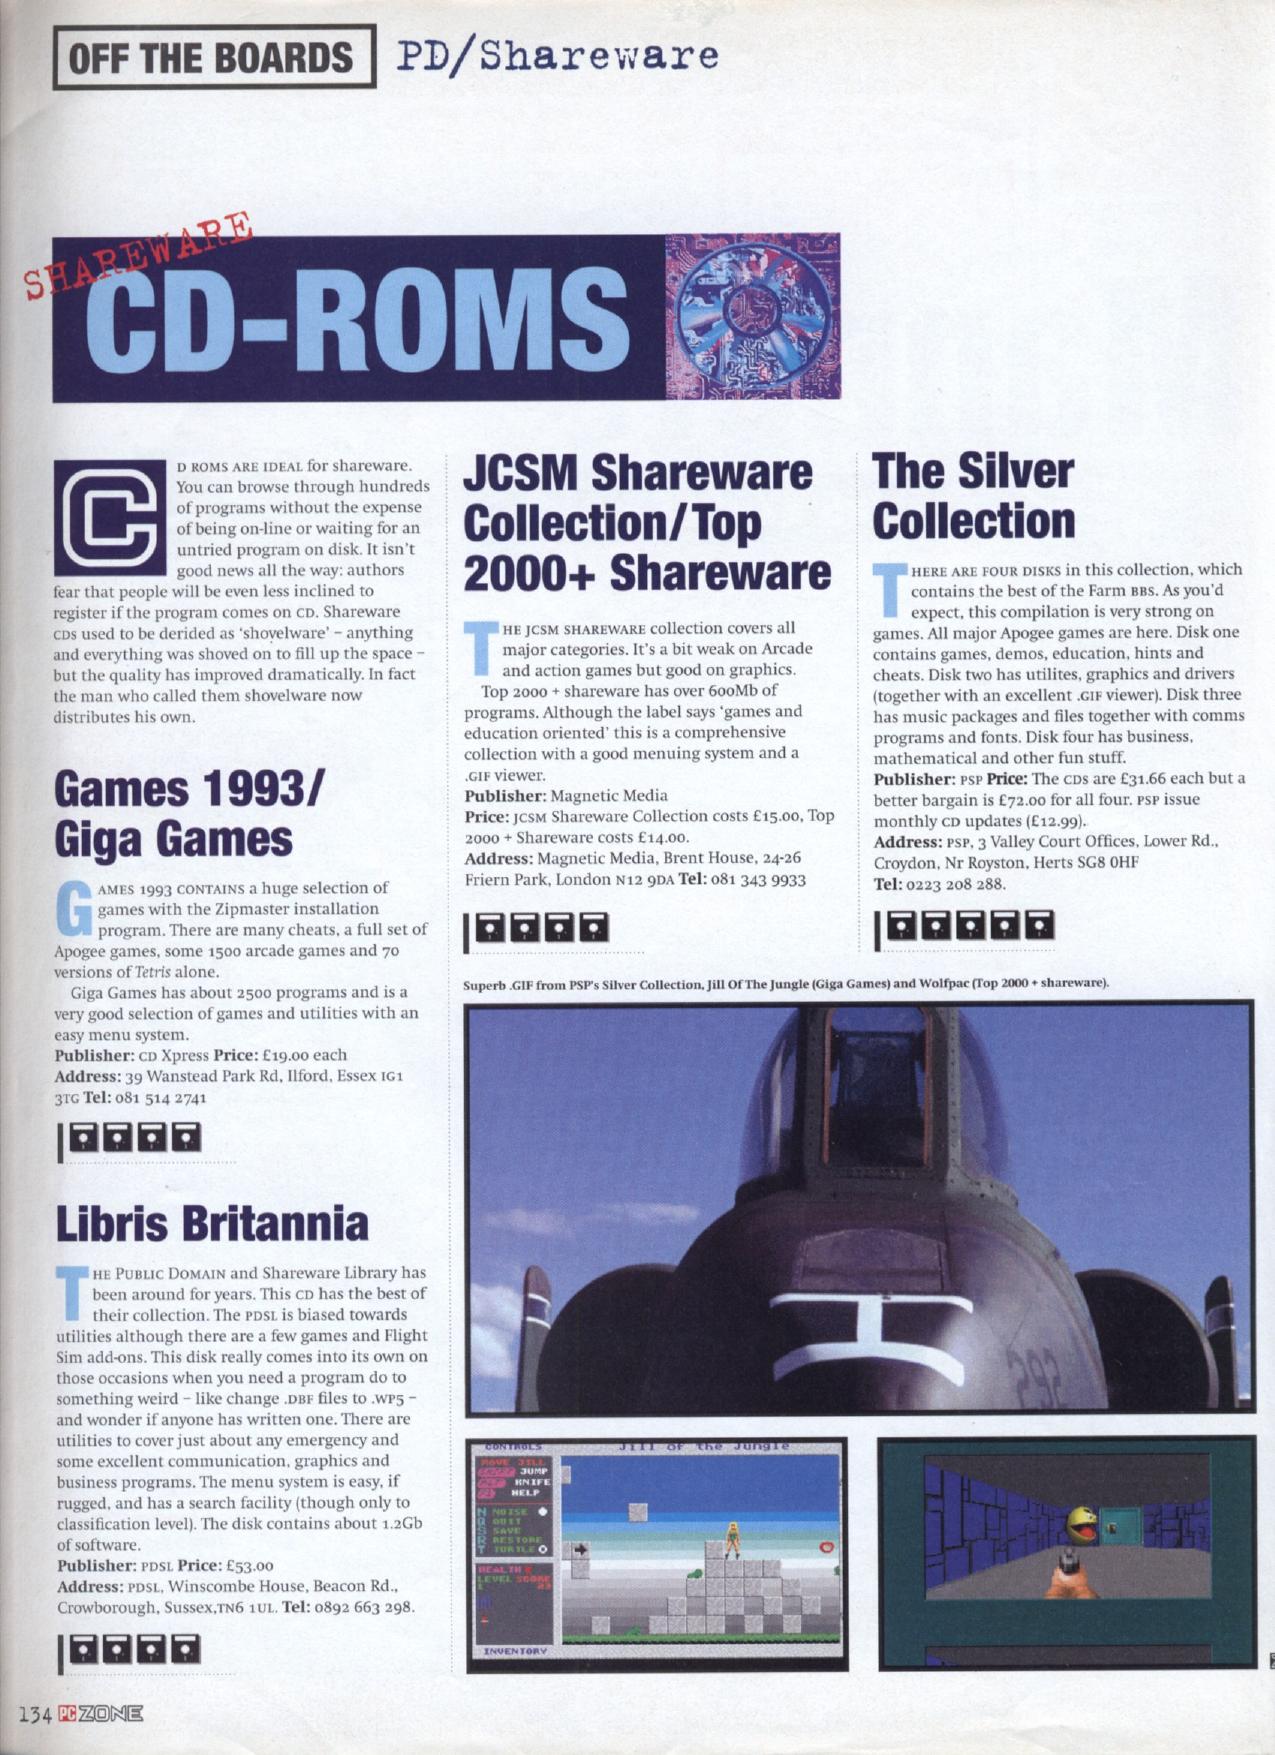 OFF THE BOARDS PD/Shareware
SHAREWARE
CD-ROMS
C
D ROMS ARE IDEAL for shareware.
You can browse through hundreds
of programs without the expense
of being on-line or waiting for an
untried program on disk. It isn't
good news all the way: authors
fear that people will be even less inclined to
register if the program comes on CD. Shareware
CDs used to be derided as 'shovelware' – anything
and everything was shoved on to fill up the space –
but the quality has improved dramatically. In fact
the man who called them shovelware now
distributes his own.
Games 1993/
Giga Games
GAMES 1993 CONTAINS a huge selection of
games with the Zipmaster installation
program. There are many cheats, a full set of
Apogee games, some 1500 arcade games and 70
versions of Tetris alone.
Giga Games has about 2500 programs and is a
very good selection of games and utilities with an
easy menu system.
Publisher: CD Xpress Price: £19.00 each
Address: 39 Wanstead Park Rd, Ilford, Essex IG1
3TG Tel: 081 514 2741
Libris Britannia
THE PUBLIC DOMAIN and Shareware Library has
been around for years. This CD has the best of
their collection. The PDSL is biased towards
utilities although there are a few games and Flight
Sim add-ons. This disk really comes into its own on
those occasions when you need a program do to
something weird – like change .DBF files to .WP5 –
and wonder if anyone has written one. There are
utilities to cover just about any emergency and
some excellent communication, graphics and
business programs. The menu system is easy, if
rugged, and has a search facility (though only to
classification level). The disk contains about 1.2Gb
of software.
Publisher: PDSL Price: £53.00
Address: PDSL, Winscombe House, Beacon Rd.,
Crowborough, Sussex,TN6 1UL. Tel: 0892 663 298.
JCSM Shareware
Collection/Top
2000+ Shareware
THE JCSM SHAREWARE collection covers all
major categories. It's a bit weak on Arcade
and action games but good on graphics.
Top 2000 + shareware has over 600Mb of
programs. Although the label says 'games and
education oriented' this is a comprehensive
collection with a good menuing system and a
.GIF viewer.
Publisher: Magnetic Media
Price: JCSM Shareware Collection costs £15.00, Top
2000 + Shareware costs £14.00.
Address: Magnetic Media, Brent House, 24-26
Friern Park, London N12 9DA Tel: 081 343 9933
The Silver
Collection
THERE ARE FOUR DISKS in this collection, which
contains the best of the Farm BBS. As you'd
expect, this compilation is very strong on
games. All major Apogee games are here. Disk one
contains games, demos, education, hints and
cheats. Disk two has utilites, graphics and drivers
(together with an excellent .GIF viewer). Disk three
has music packages and files together with comms
programs and fonts. Disk four has business,
mathematical and other fun stuff.
Publisher: PSP Price: The CDs are £31.66 each but a
better bargain is £72.00 for all four. PSP issue
monthly CD updates (£12.99).
Address: PSP, 3 Valley Court Offices, Lower Rd.,
Croydon, Nr Royston, Herts SG8 0HF
Tel: 0223 208 288.
Superb .GIF from PSP's Silver Collection, Jill Of The Jungle (Giga Games) and Wolfpac (Top 2000 + shareware).
292
CONTROLS Jill of the Jungle
MOVE JILL
JUMP
KNIFE
HELP
N NOISE
Q QUIT
S SAVE
R RESTORE
T TURTLE
HEALTH
LEVEL SCORE
INVENTORY
134 PC ZONE